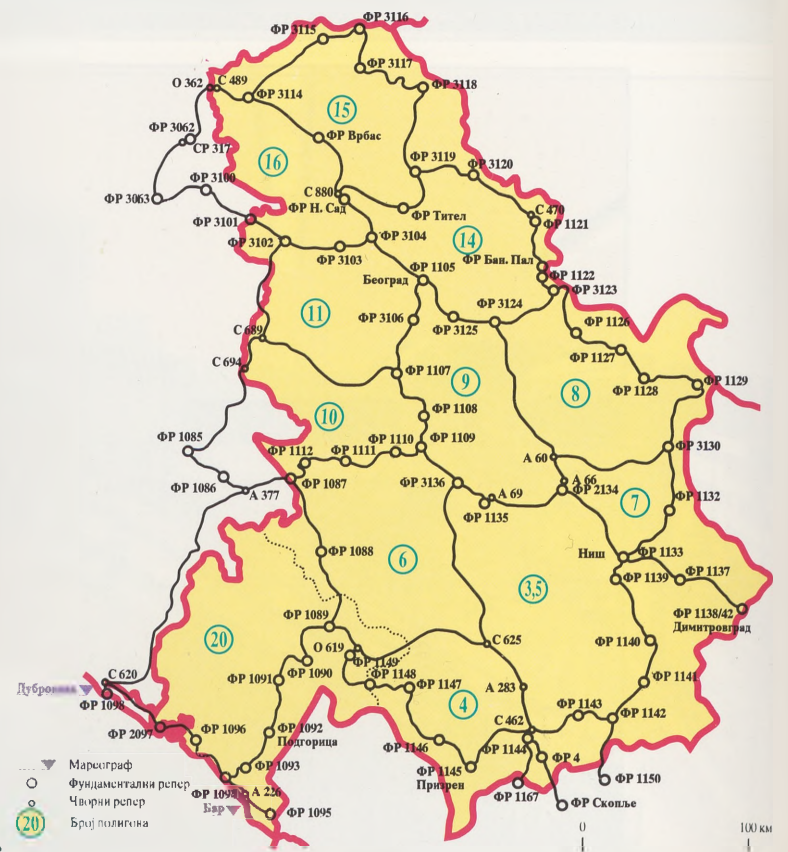 ФР 3116
ФР 3115
ФР 3117
О 362
С 489
ФР 3118
ФР 3114
15
ФР 3062
ФР Врбас
СР 317
16
ФР 3119
ФР 3120
ФР 3100
С 880
ФР 3063
ФР Н. Сад
С 470
ФР 3101
ФР Тител
ФР 1121
ФР 3102
ФР 3104
14
ФР 3103
ФР Бан. Пал
ФР 1105
Београд
ФР 1122
ФР 3123
11
ФР 3106
ФР 3124
ФР 3125
ФР 1126
С 689
ФР 1127
С 694
ФР 1107
9
8
ФР 1128
ФР 1129
10
ФР 1108
ФР 1085
ФР 1112
ФР 1111
ФР 1110
ФР 1109
ФР 3130
А 60
ФР 1086
ФР 1087
ФР 3136
А 66
А 377
А 69
ФР 2134
ФР 1135
7
ФР 1132
ФР 1088
6
Ниш
ФР 1133
ФР 1139
ФР 1137
3,5
ФР 1089
ФР 1138/42
Димитровград
20
О 619
С 625
ФР 1140
ФР 1149
ФР 1091
ФР 1090
ФР 1148
С 620
ФР 1147
А 283
ФР 1141
ФР 1098
4
С 462
ФР 1143
ФР 1142
ФР 2097
ФР 1096
ФР 1092
Подгорица
ФР 1146
ФР 1144
ФР 4
ФР 1093
ФР 1145
Призрен
ФР 1150
А 226
ФР 1167
ФР Скопље
Бар
ФР 1095
Мареограф
Фундаментални репер
Чворни репер
20 Број полигона
0 100 км